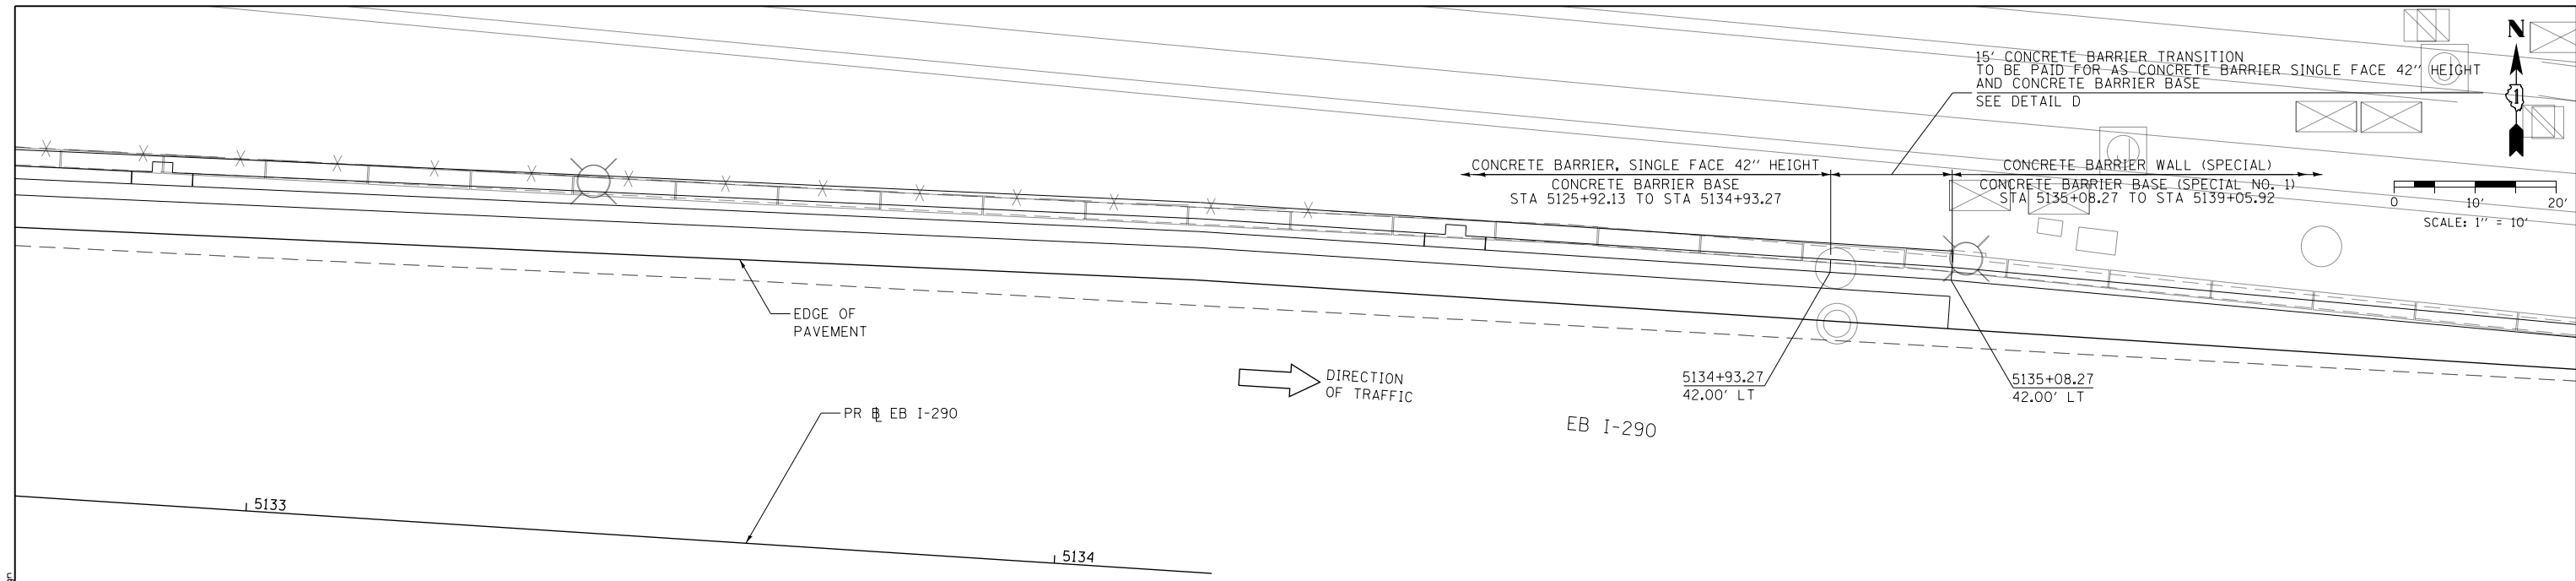 15' CONCRETE BARRIER TRANSITION
TO BE PAID FOR AS CONCRETE BARRIER SINGLE FACE 42'' HEIGHT
AND CONCRETE BARRIER BASE
SEE DETAIL D
N
1
CONCRETE BARRIER, SINGLE FACE 42'' HEIGHT
CONCRETE BARRIER BASE
STA 5125+92.13 TO STA 5134+93.27
CONCRETE BARRIER WALL (SPECIAL)
CONCRETE BARRIER BASE (SPECIAL NO. 1)
STA 5135+08.27 TO STA 5139+05.92
0 10' 20'
SCALE: 1'' = 10'
EDGE OF
PAVEMENT
DIRECTION
OF TRAFFIC
5134+93.27
42.00' LT
5135+08.27
42.00' LT
PR BL EB I-290
EB I-290
5133
5134